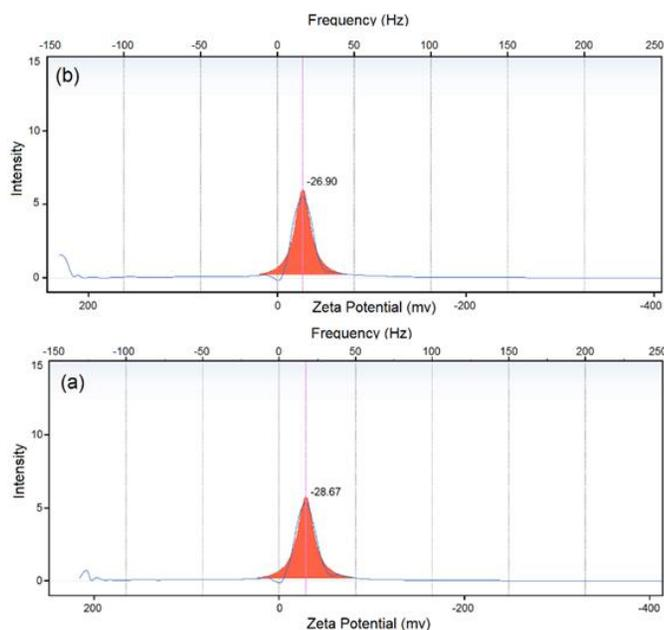 Frequency (Hz)
-150 -100 -50 0 50 100 150 200 250
(b)
15
10
5
0
Intensity
-26.90
200 0 -200 -400
Zeta Potential (mv)
Frequency (Hz)
-150 -100 -50 0 50 100 150 200 250
(a)
15
10
5
0
Intensity
-28.67
200 0 -200 -400
Zeta Potential (mv)